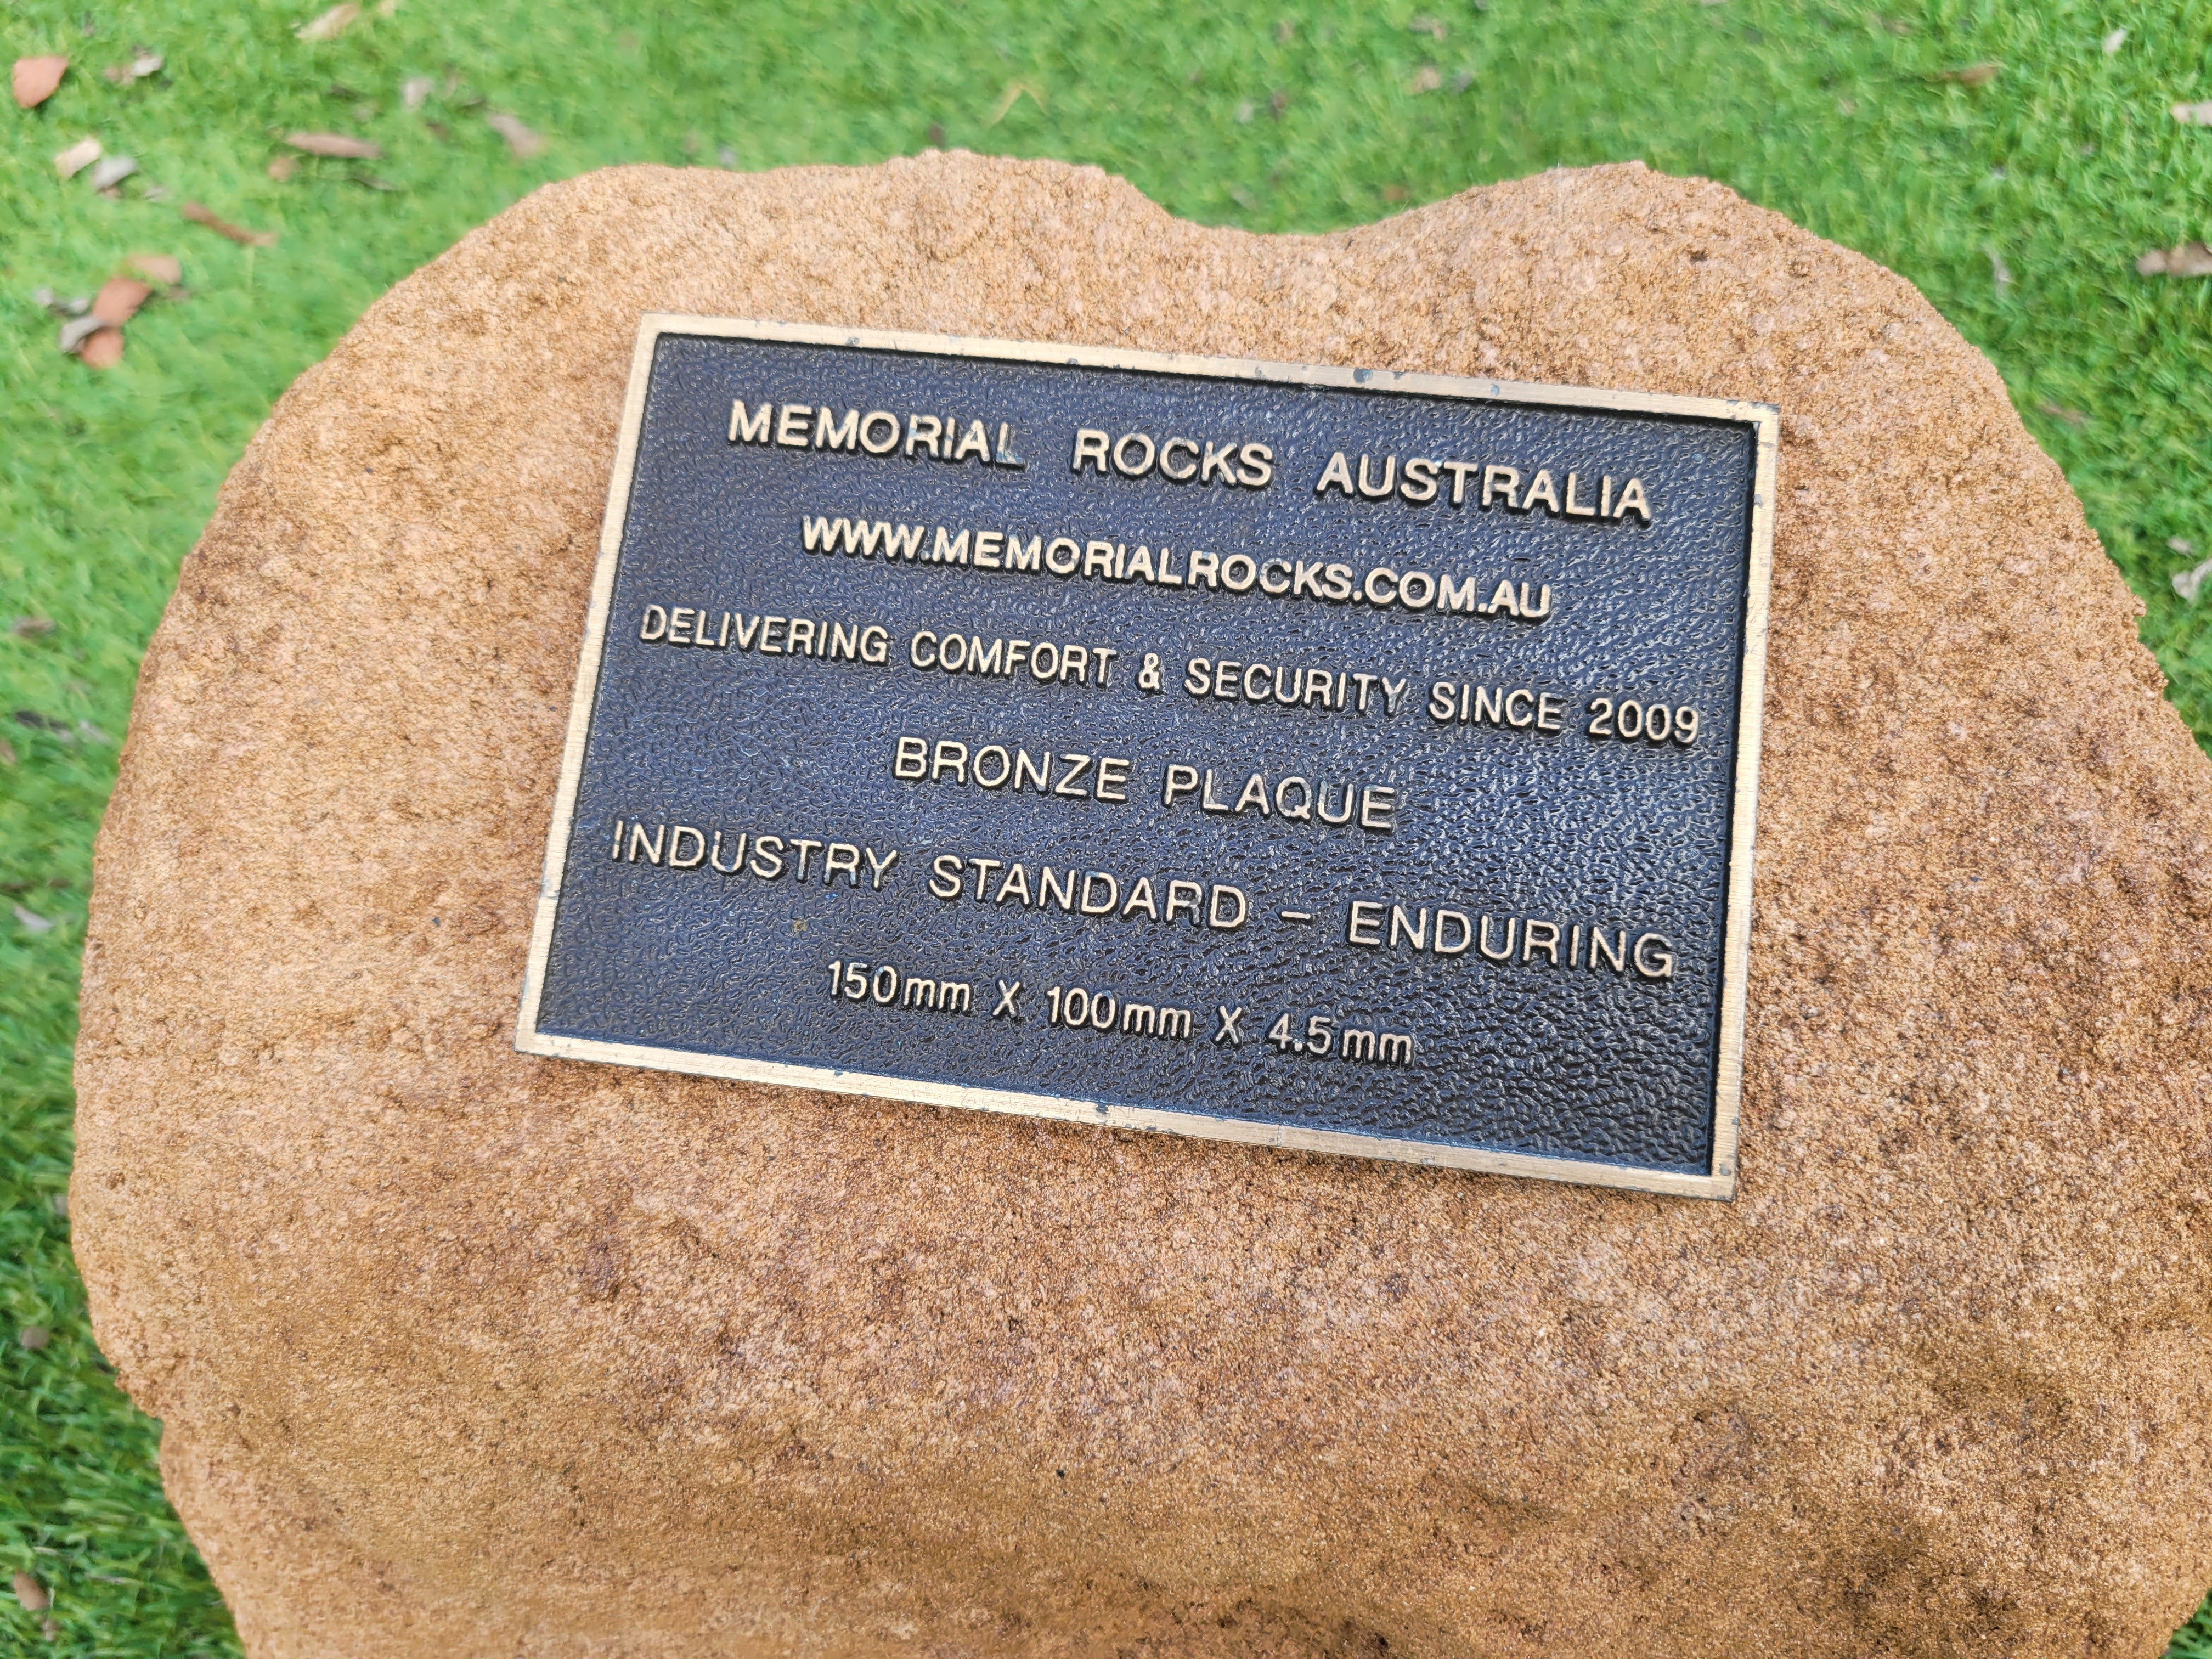 MEMORIAL ROCKS AUSTRALIA
WWW.MEMORIALROCKS.COM.AU
DELIVERING COMFORT & SECURITY SINCE 2009
BRONZE PLAQUE
INDUSTRY STANDARD - ENDURING
150mm X 100mm X 4.5mm